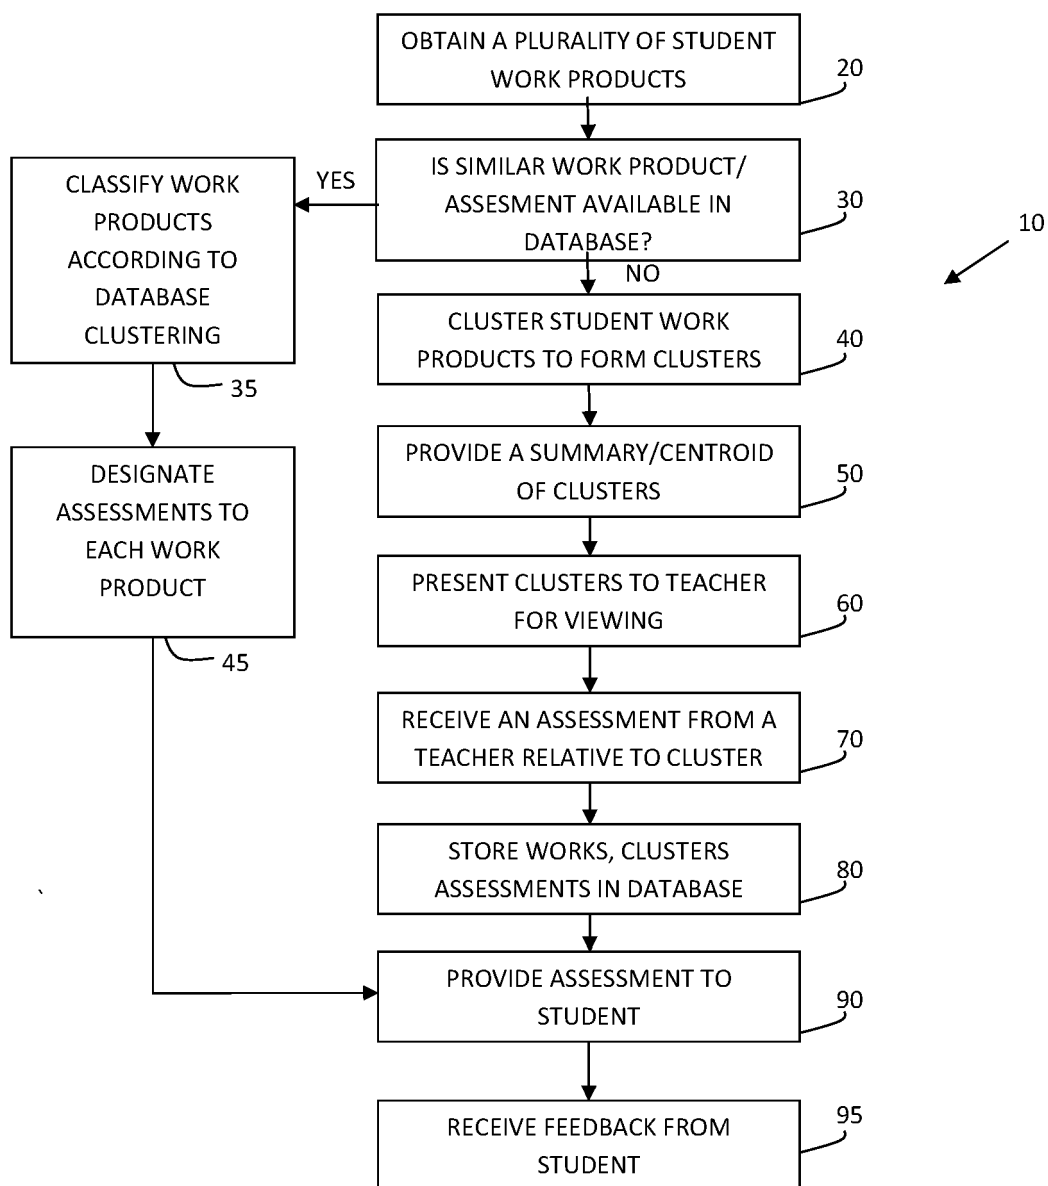 OBTAIN A PLURALITY OF STUDENT
WORK PRODUCTS
20
IS SIMILAR WORK PRODUCT/
ASSESMENT AVAILABLE IN
DATABASE?
30
YES
NO
10
CLASSIFY WORK
PRODUCTS
ACCORDING TO
DATABASE
CLUSTERING
35
DESIGNATE
ASSESSMENTS TO
EACH WORK
PRODUCT
45
CLUSTER STUDENT WORK
PRODUCTS TO FORM CLUSTERS
40
PROVIDE A SUMMARY/CENTROID
OF CLUSTERS
50
PRESENT CLUSTERS TO TEACHER
FOR VIEWING
60
RECEIVE AN ASSESSMENT FROM A
TEACHER RELATIVE TO CLUSTER
70
STORE WORKS, CLUSTERS
ASSESSMENTS IN DATABASE
80
PROVIDE ASSESSMENT TO
STUDENT
90
RECEIVE FEEDBACK FROM
STUDENT
95